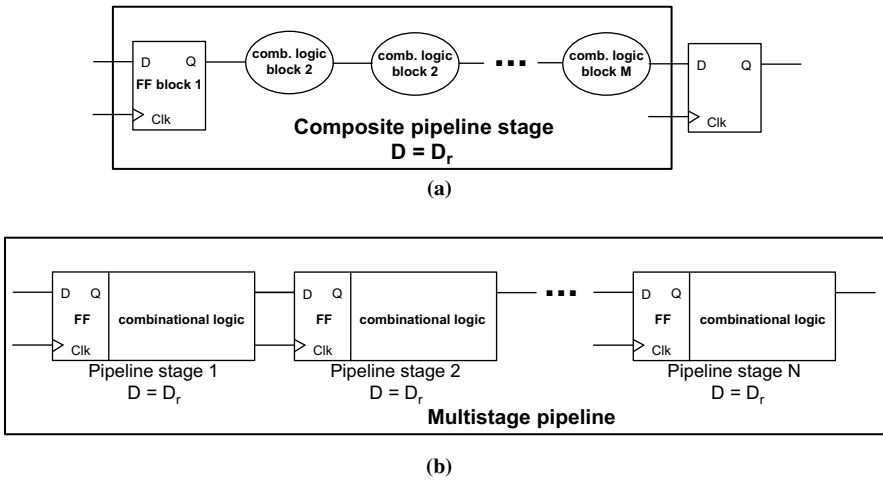 D Q
FF block 1
Clk
comb. logic
block 2
comb. logic
block 2
...
comb. logic
block M
D Q
Clk
Composite pipeline stage
D = Dr
(a)
D Q
FF
Clk
combinational logic
D Q
FF
Clk
combinational logic
...
D Q
FF
Clk
combinational logic
Pipeline stage 1
D = Dr
Pipeline stage 2
D = Dr
Pipeline stage N
D = Dr
Multistage pipeline
(b)